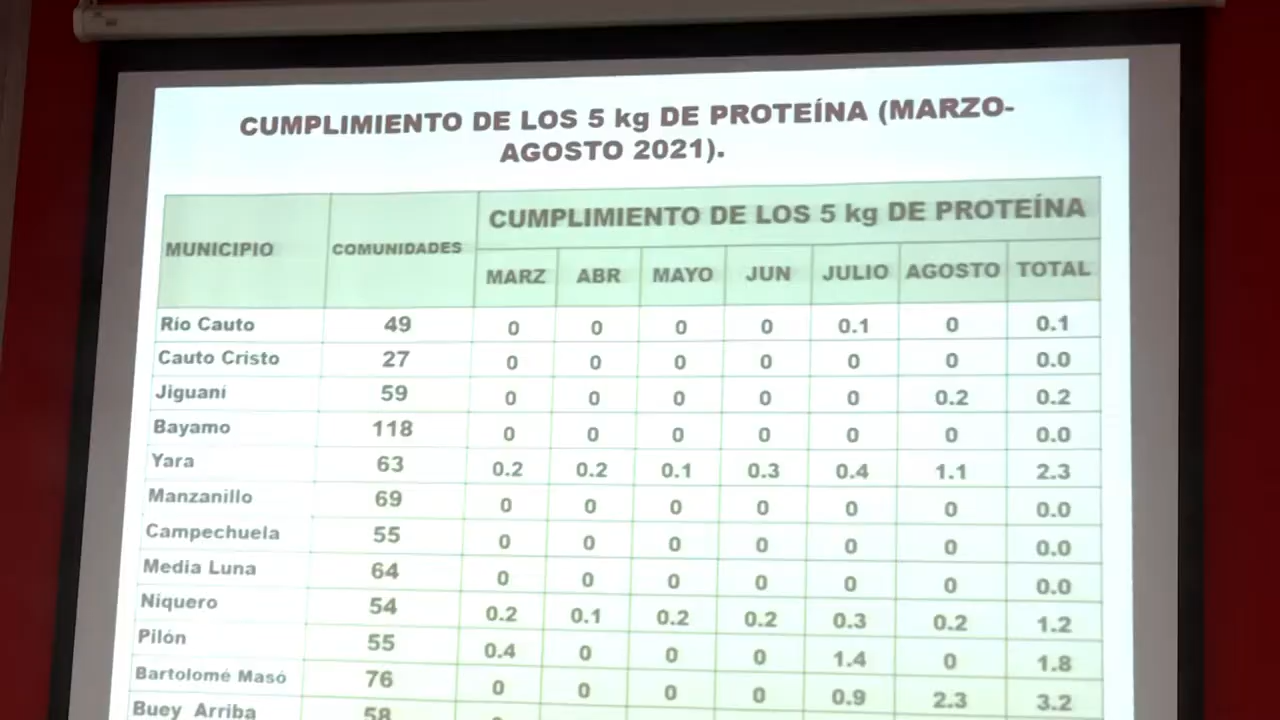 CUMPLIMIENTO DE LOS 5 kg DE PROTEÍNA (MARZO-
AGOSTO 2021).
MUNICIPIO COMUNIDADES CUMPLIMIENTO DE LOS 5 kg DE PROTEÍNA
MARZ ABR MAYO JUN JULIO AGOSTO TOTAL
Río Cauto 49 0 0 0 0 0.1 0 0.1
Cauto Cristo 27 0 0 0 0 0 0 0.0
Jiguaní 59 0 0 0 0 0 0.2 0.2
Bayamo 118 0 0 0 0 0 0 0.0
Yara 63 0.2 0.2 0.1 0.3 0.4 1.1 2.3
Manzanillo 69 0 0 0 0 0 0 0.0
Campechuela 55 0 0 0 0 0 0 0.0
Media Luna 64 0 0 0 0 0 0 0.0
Niquero 54 0.2 0.1 0.2 0.2 0.3 0.2 1.2
Pilón 55 0.4 0 0 0 1.4 0 1.8
Bartolomé Masó 76 0 0 0 0 0.9 2.3 3.2
Buey Arriba 58